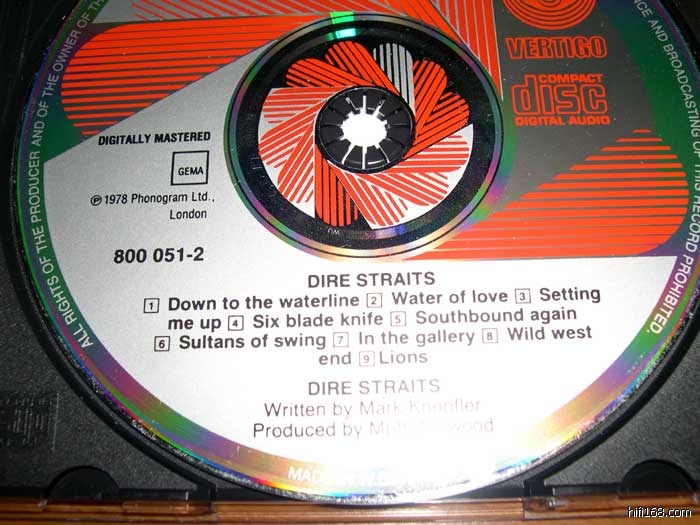 ALL RIGHTS OF THE PRODUCER AND OF THE OWNER OF THE
AND BROADCASTING OF THIS RECORD PROHIBITED.
VERTIGO
COMPACT
disc
DIGITAL AUDIO
DIGITALLY MASTERED
GEMA
℗ 1978 Phonogram Ltd.,
London
800 051-2
DIRE STRAITS
1 Down to the waterline 2 Water of love 3 Setting
me up 4 Six blade knife 5 Southbound again
6 Sultans of swing 7 In the gallery 8 Wild west
end 9 Lions
DIRE STRAITS
Written by Mark Knopfler
Produced by
hifi168.com